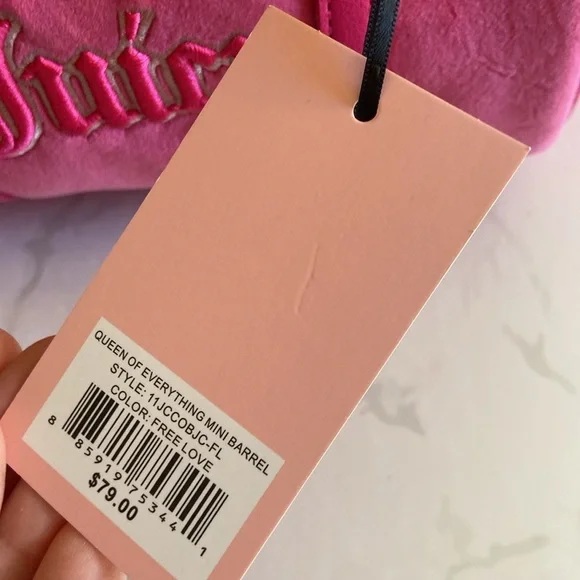 Juicy
QUEEN OF EVERYTHING MINI BARREL
STYLE: 11JCCOBJC-FL
COLOR: FREE LOVE
8 85919 75344 1
$79.00